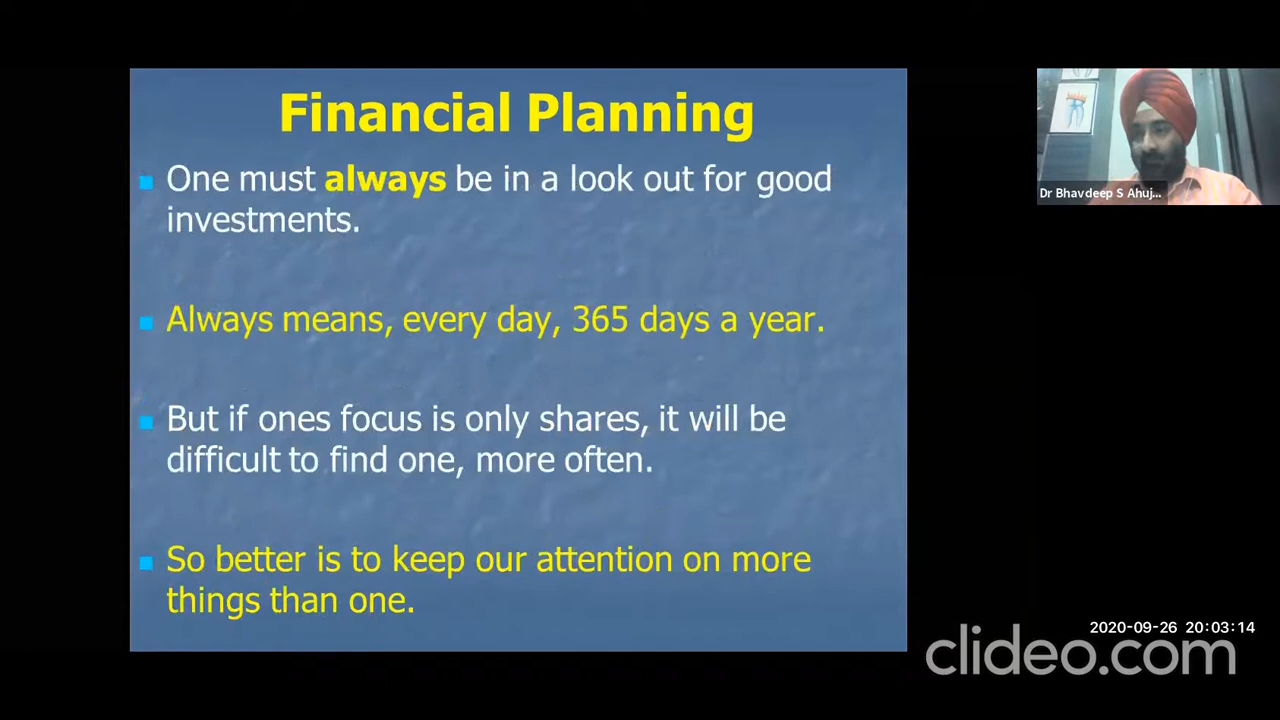 Financial Planning
One must always be in a look out for good
investments.
Always means, every day, 365 days a year.
But if ones focus is only shares, it will be
difficult to find one, more often.
So better is to keep our attention on more
things than one.
Dr Bhavdeep S Ahuj...
2020-09-26 20:03:14
clideo.com